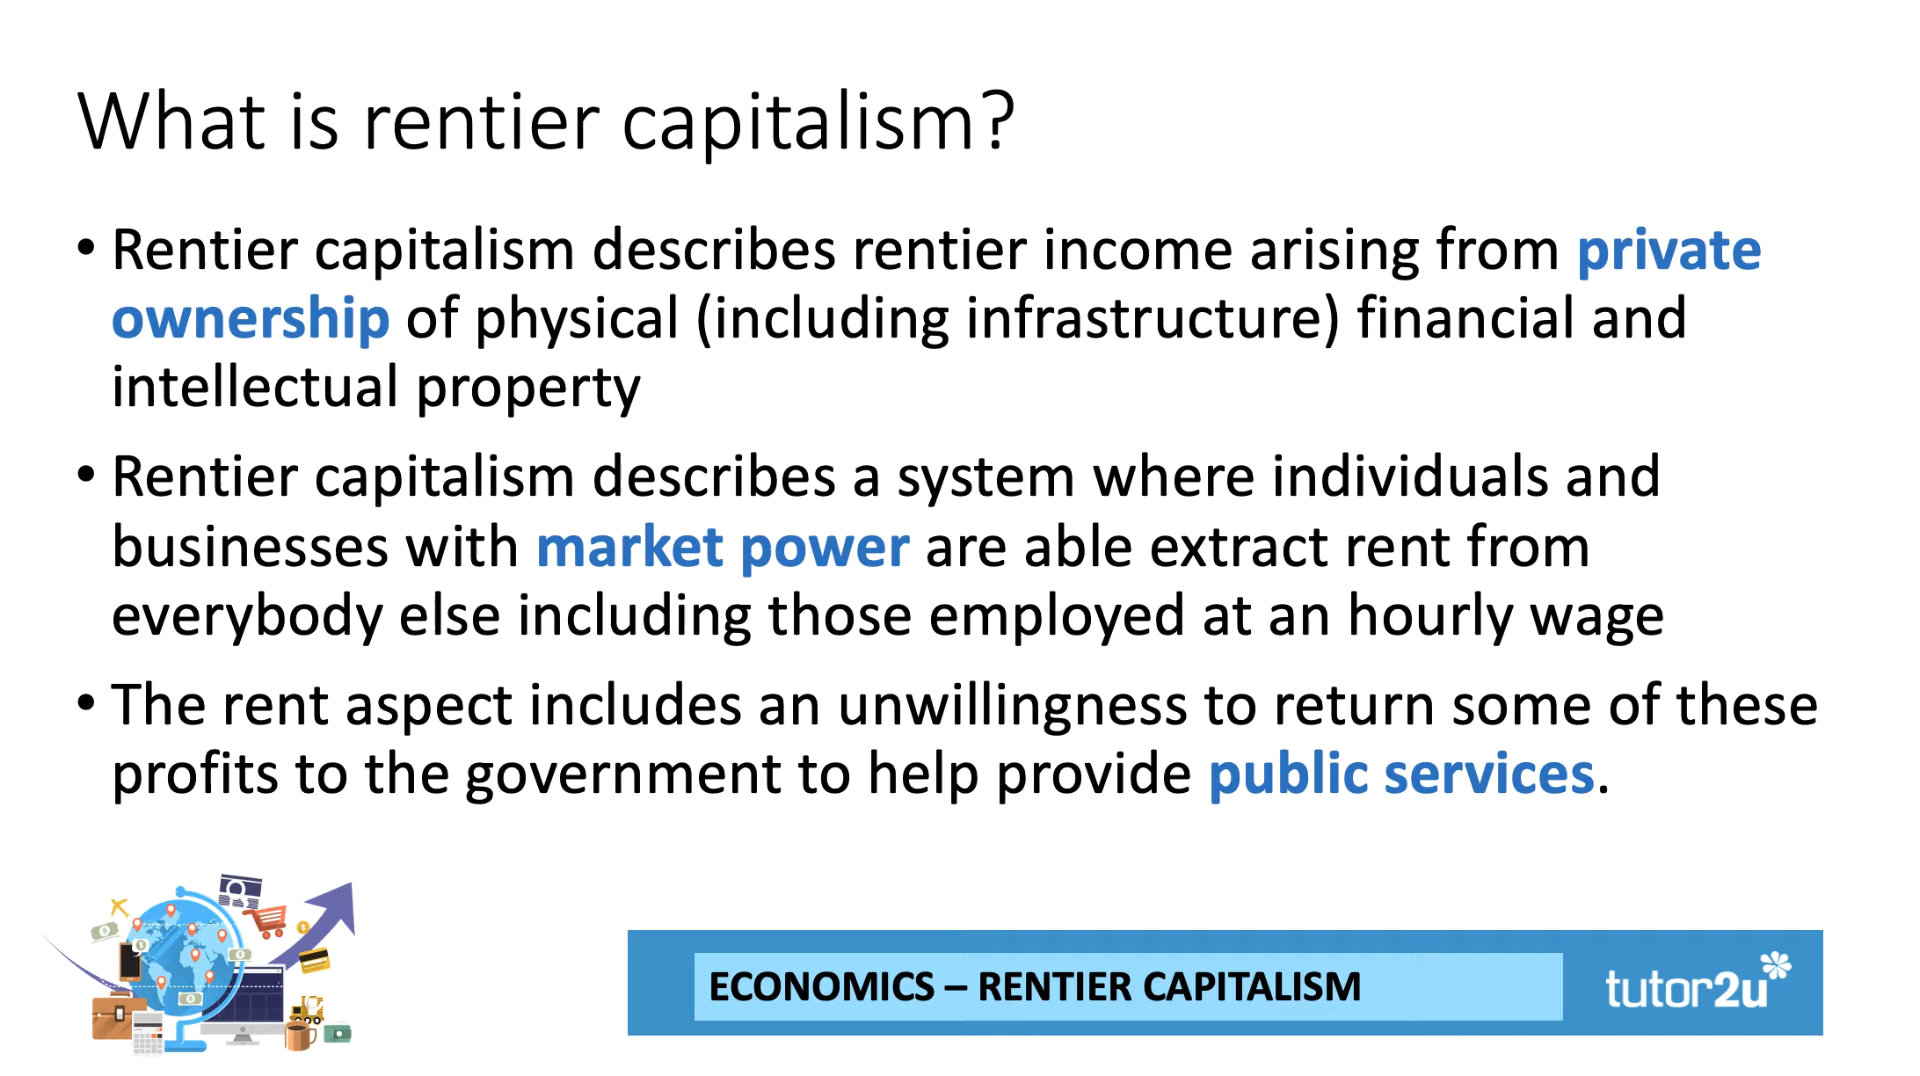 What is rentier capitalism?
• Rentier capitalism describes rentier income arising from private
ownership of physical (including infrastructure) financial and
intellectual property
• Rentier capitalism describes a system where individuals and
businesses with market power are able extract rent from
everybody else including those employed at an hourly wage
• The rent aspect includes an unwillingness to return some of these
profits to the government to help provide public services.
ECONOMICS – RENTIER CAPITALISM
tutor2u